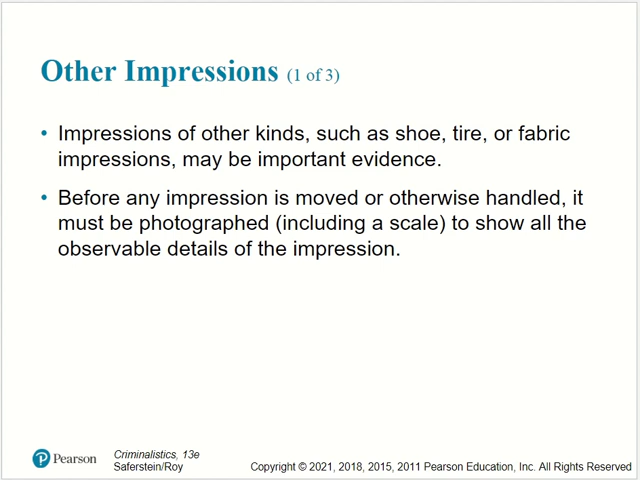 Other Impressions (1 of 3)
• Impressions of other kinds, such as shoe, tire, or fabric
impressions, may be important evidence.
• Before any impression is moved or otherwise handled, it
must be photographed (including a scale) to show all the
observable details of the impression.
Pearson
Criminalistics, 13e
Saferstein/Roy
Copyright © 2021, 2018, 2015, 2011 Pearson Education, Inc. All Rights Reserved